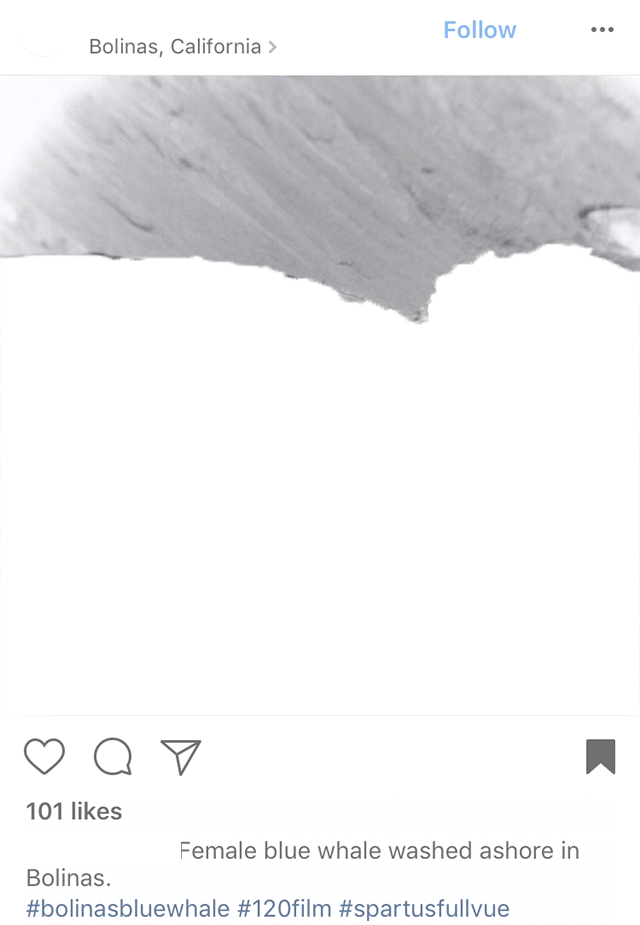 Bolinas, California
Follow
101 likes
Female blue whale washed ashore in
Bolinas.
#bolinasbluewhale #120film #spartusfullvue